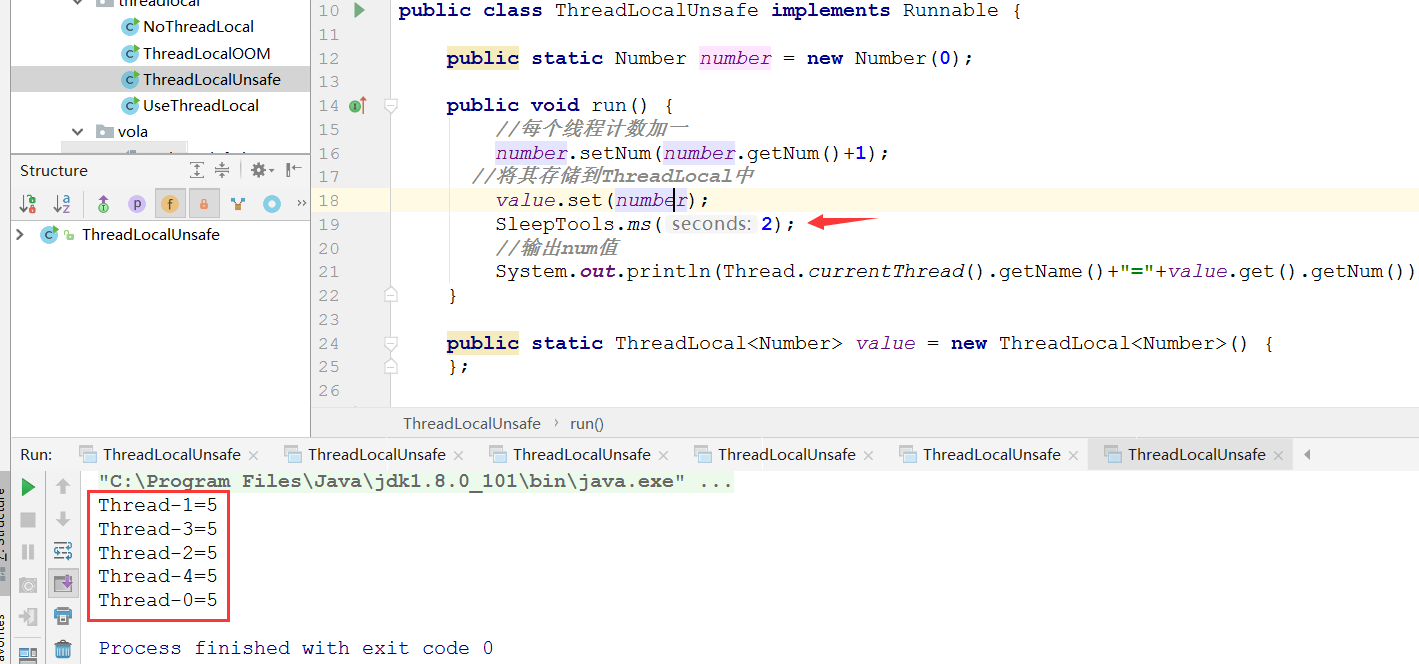 threadlocal
NoThreadLocal
ThreadLocalOOM
ThreadLocalUnsafe
UseThreadLocal
vola
Structure
ThreadLocalUnsafe
10 public class ThreadLocalUnsafe implements Runnable {
11
12 public static Number number = new Number(0);
13
14 public void run() {
15 //每个线程计数加一
16 number.setNum(number.getNum()+1);
17 //将其存储到ThreadLocal中
18 value.set(number);
19 SleepTools.ms( seconds: 2);
20 //输出num值
21 System.out.println(Thread.currentThread().getName()+"="+value.get().getNum())
22 }
23
24 public static ThreadLocal<Number> value = new ThreadLocal<Number>() {
25 };
26
ThreadLocalUnsafe › run()
Run: ThreadLocalUnsafe × ThreadLocalUnsafe × ThreadLocalUnsafe × ThreadLocalUnsafe × ThreadLocalUnsafe × ThreadLocalUnsafe ×
"C:\Program Files\Java\jdk1.8.0_101\bin\java.exe" ...
Thread-1=5
Thread-3=5
Thread-2=5
Thread-4=5
Thread-0=5
Process finished with exit code 0
Z: Structure